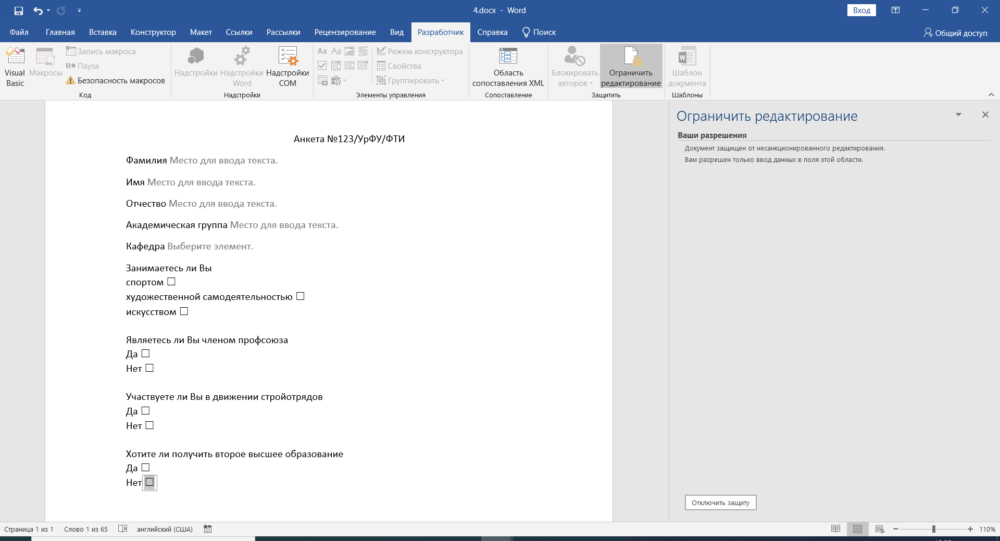 4.docx - Word
Вход
Файл Главная Вставка Конструктор Макет Ссылки Рассылки Рецензирование Вид Разработчик Справка Поиск Общий доступ
Visual Basic
Макросы
Запись макроса
Пауза
Безопасность макросов
Код
Надстройки
Надстройки Word
Надстройки COM
Надстройки
Aa Aa
Режим конструктора
Свойства
Группировать
Элементы управления
Область сопоставления XML
Сопоставление
Блокировать авторов
Ограничить редактирование
Защитить
Шаблон документа
Шаблоны
Анкета №123/УрФУ/ФТИ
Фамилия Место для ввода текста.
Имя Место для ввода текста.
Отчество Место для ввода текста.
Академическая группа Место для ввода текста.
Кафедра Выберите элемент.
Занимаетесь ли Вы
спортом ☐
художественной самодеятельностью ☐
искусством ☐
Являетесь ли Вы членом профсоюза
Да ☐
Нет ☐
Участвуете ли Вы в движении стройотрядов
Да ☐
Нет ☐
Хотите ли получить второе высшее образование
Да ☐
Нет ☐
Ограничить редактирование
Ваши разрешения
Документ защищен от несанкционированного редактирования.
Вам разрешен только ввод данных в поля этой области.
Отключить защиту
Страница 1 из 1 Слово 1 из 65 английский (США) 110%